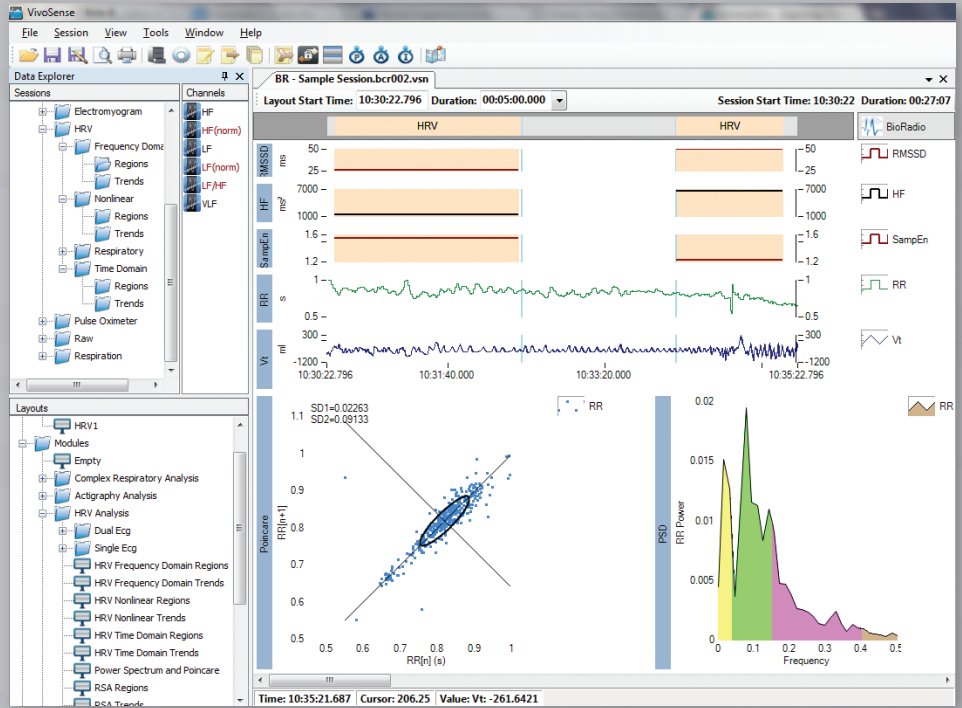 VivoSense
File Session View Tools Window Help
Data Explorer
Sessions
Electromyogram
HRV
Frequency Doma
Regions
Trends
Nonlinear
Regions
Trends
Respiratory
Time Domain
Regions
Trends
Pulse Oximeter
Raw
Respiration
Channels
HF
HF(norm)
LF
LF(norm)
LF/HF
VLF
Layouts
HRV1
Modules
Empty
Complex Respiratory Analysis
Actigraphy Analysis
HRV Analysis
Dual Ecg
Single Ecg
HRV Frequency Domain Regions
HRV Frequency Domain Trends
HRV Nonlinear Regions
HRV Nonlinear Trends
HRV Time Domain Regions
HRV Time Domain Trends
Power Spectrum and Poincare
RSA Regions
RSA Trends
BR - Sample Session.bcr002.vsn
Layout Start Time: 10:30:22.796 Duration: 00:05:00.000 Session Start Time: 10:30:22 Duration: 00:27:07
HRV HRV BioRadio
RMSSD ms 50 25 50 25 RMSSD
HF ms² 7000 1000 7000 1000 HF
SampEn 1.6 1.2 1.6 1.2 SampEn
RR s 1 0.5 1 0.5 RR
Vt ml 300 -1200 300 -1200 Vt
10:30:22.796 10:31:40.000 10:33:20.000 10:35:22.796
Poincare
RR[n+1]
SD1=0.02263
SD2=0.09133
RR
1.1
1
0.9
0.8
0.7
0.6
0.5
0.5 0.6 0.7 0.8 0.9 1
RR[n] (s)
PSD
RR Power
RR
0.02
0.015
0.01
0.005
0
0 0.1 0.2 0.3 0.4 0.5
Frequency
Time: 10:35:21.687 Cursor: 206.25 Value: Vt: -261.6421